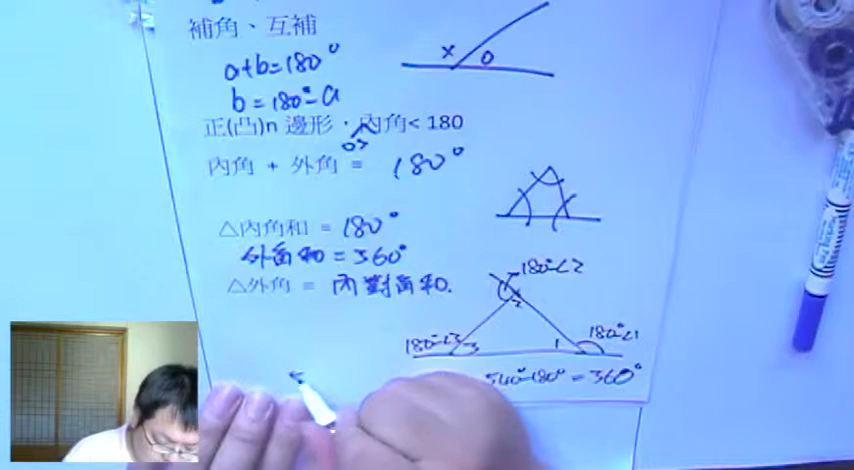 補角、互補
a+b=180°
b=180°-a
x
o
正(凸)n 邊形,內角< 180
內角 + 外角 = 180°
△內角和 = 180°
外角和 = 360°
△外角 = 內對角和.
180°-∠2
2
180°-∠3
3
1
180°-∠1
540°-180°=360°